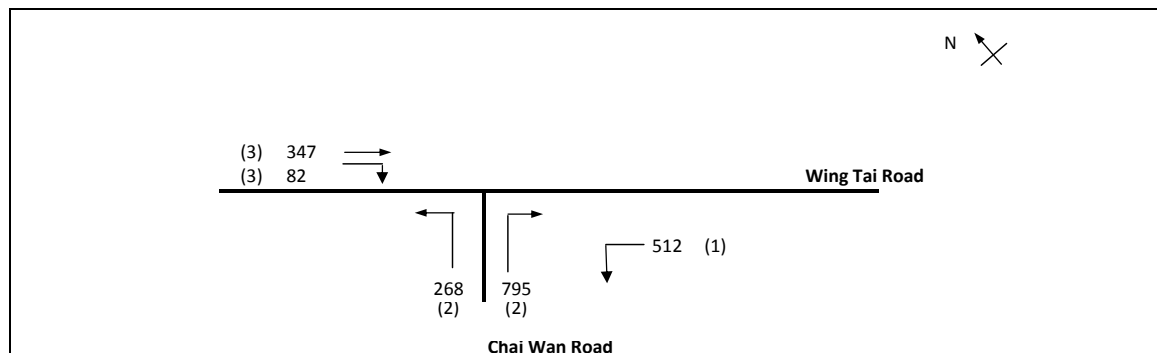 N
(3) 347
(3) 82
Wing Tai Road
512 (1)
268 795
(2) (2)
Chai Wan Road